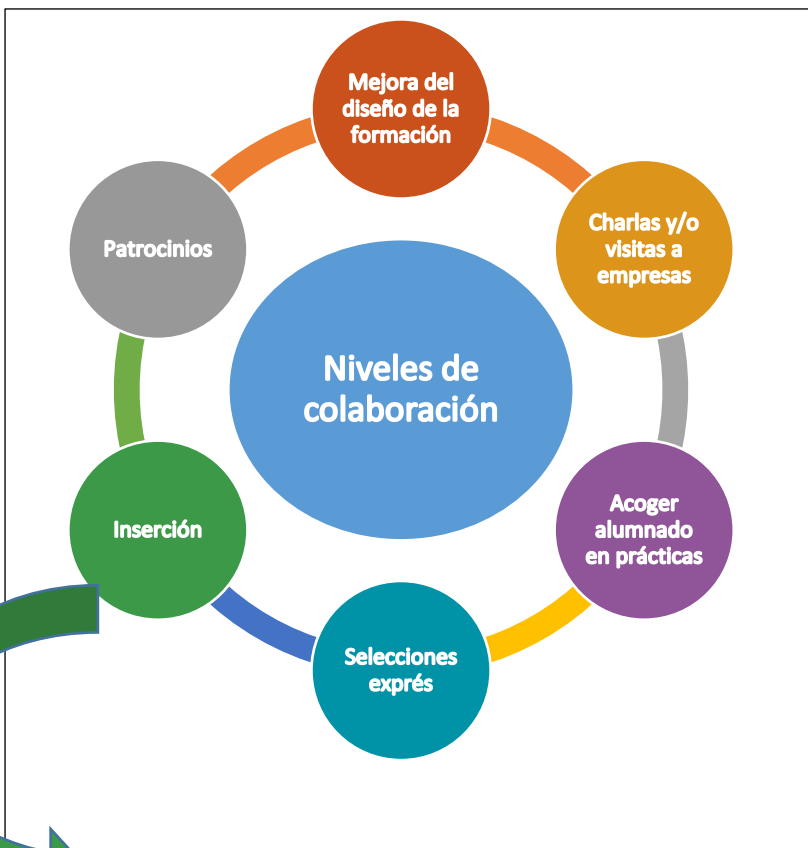 Mejora del
diseño de la
formación
Charlas y/o
visitas a
empresas
Acoger
alumnado
en prácticas
Selecciones
exprés
Inserción
Patrocinios
Niveles de
colaboración